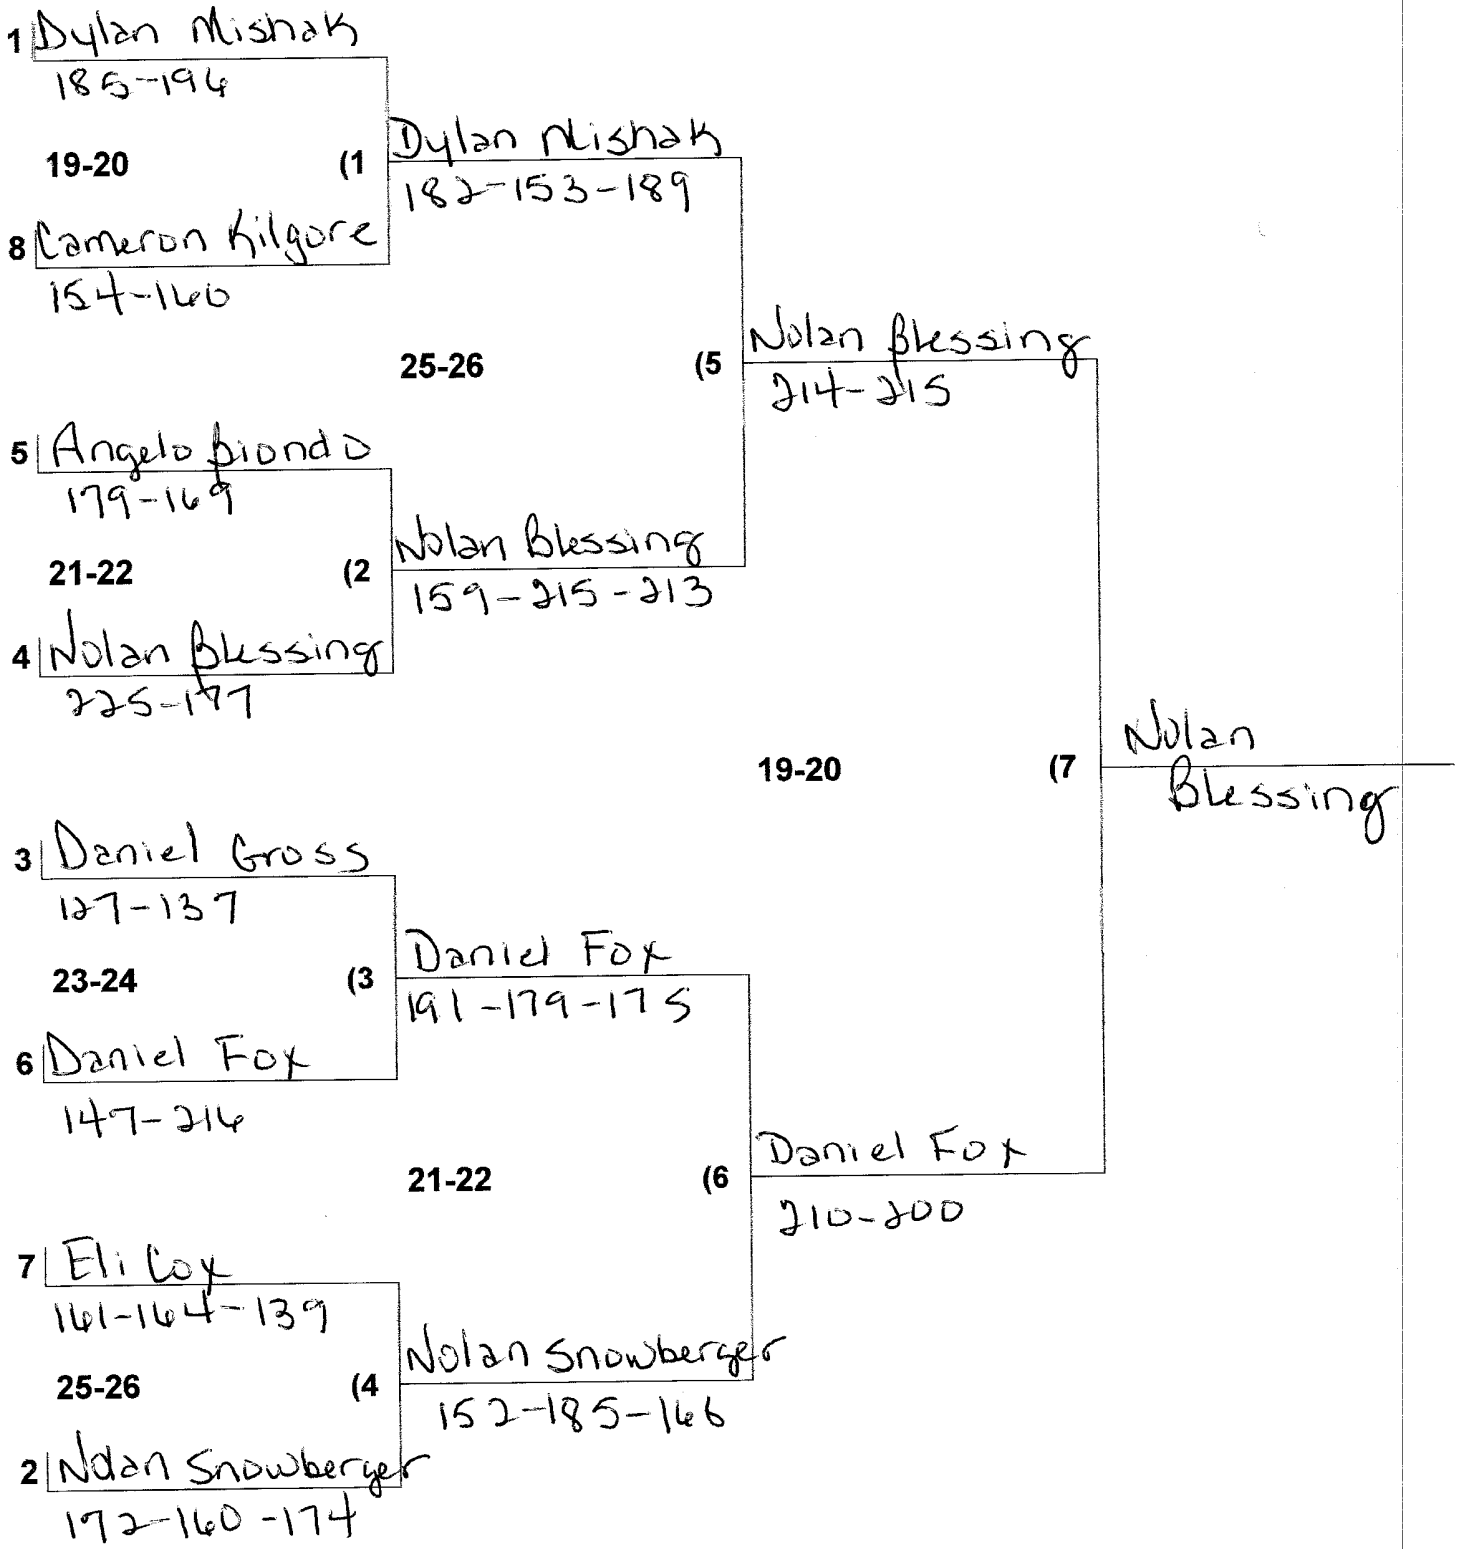 1 Dylan Mishak
185-196
19-20 (1
Dylan Mishak
182-153-189
8 Cameron Kilgore
154-160
25-26 (5
Nolan Blessing
214-215
5 Angelo Biondo
179-169
21-22 (2
Nolan Blessing
159-215-213
4 Nolan Blessing
225-177
19-20 (7
Nolan
Blessing
3 Daniel Gross
127-137
23-24 (3
Daniel Fox
191-179-175
6 Daniel Fox
147-216
21-22 (6
Daniel Fox
210-200
7 Eli Cox
161-164-139
25-26 (4
Nolan Snowberger
152-185-166
2 Nolan Snowberger
172-160-174